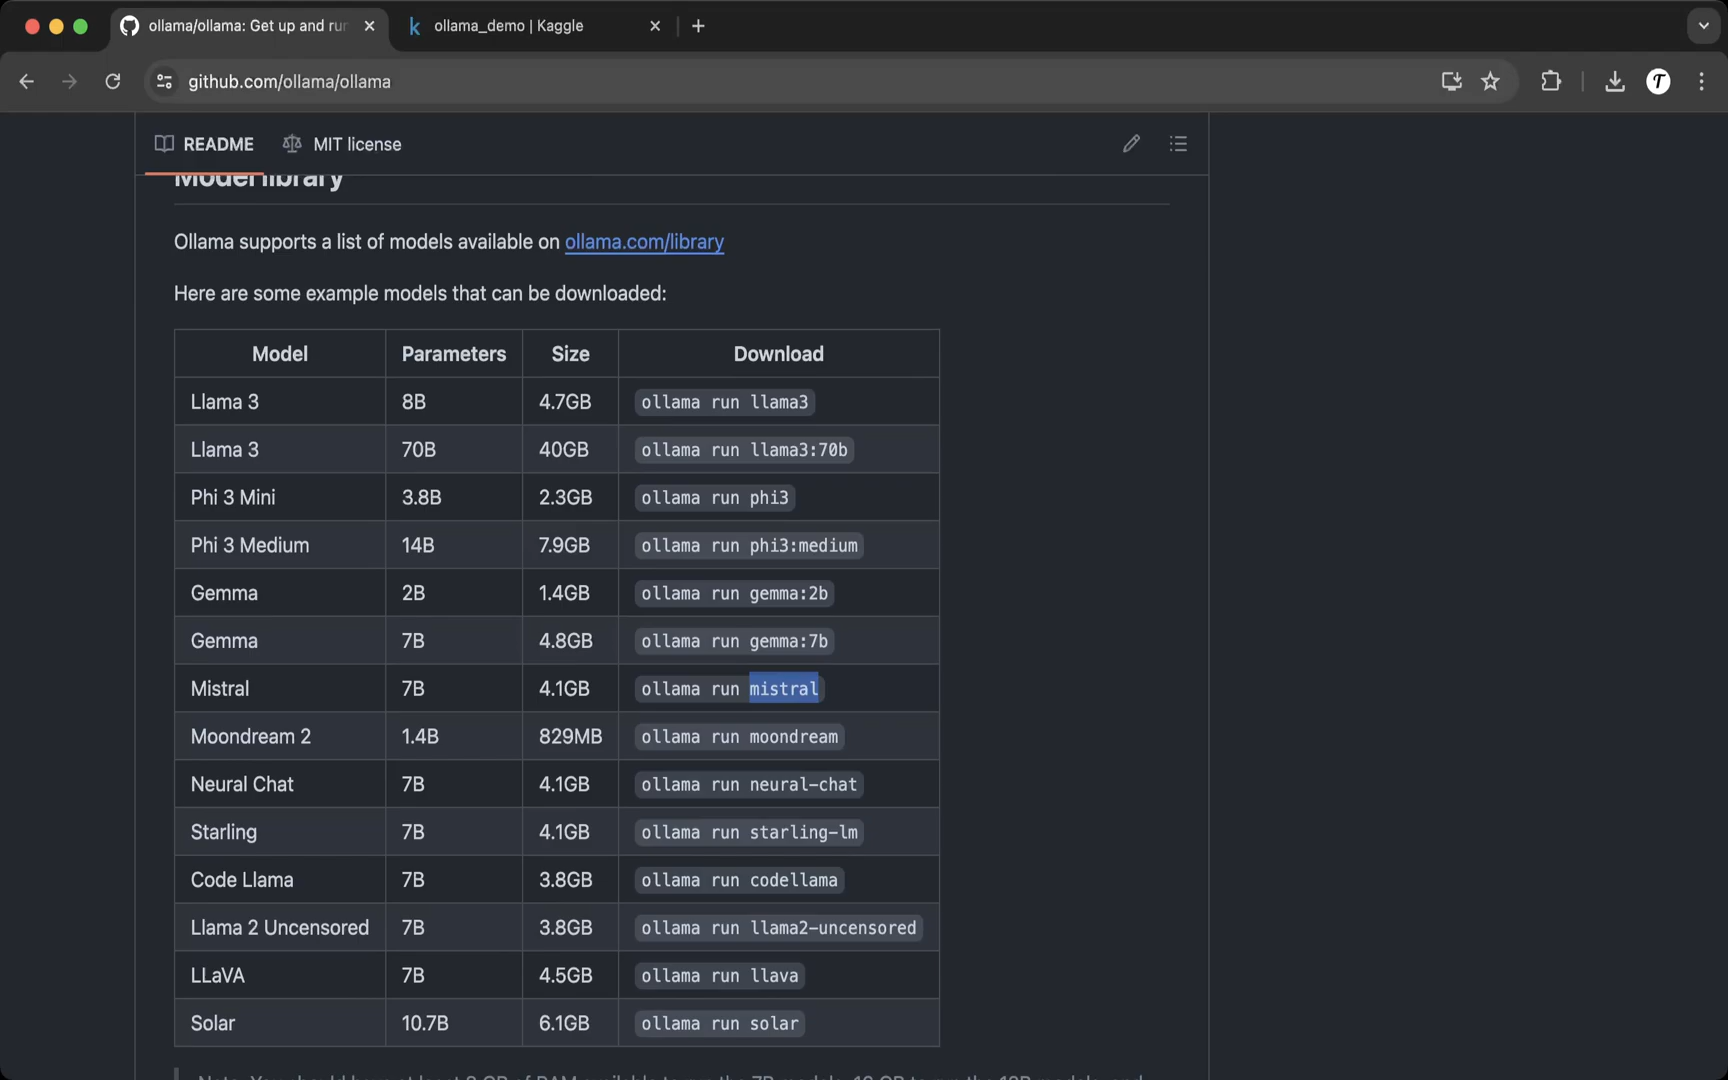 ollama/ollama: Get up and run
ollama_demo | Kaggle
github.com/ollama/ollama
T
README
MIT license
Model library
Ollama supports a list of models available on ollama.com/library
Here are some example models that can be downloaded:
Model Parameters Size Download
Llama 3 8B 4.7GB ollama run llama3
Llama 3 70B 40GB ollama run llama3:70b
Phi 3 Mini 3.8B 2.3GB ollama run phi3
Phi 3 Medium 14B 7.9GB ollama run phi3:medium
Gemma 2B 1.4GB ollama run gemma:2b
Gemma 7B 4.8GB ollama run gemma:7b
Mistral 7B 4.1GB ollama run mistral
Moondream 2 1.4B 829MB ollama run moondream
Neural Chat 7B 4.1GB ollama run neural-chat
Starling 7B 4.1GB ollama run starling-lm
Code Llama 7B 3.8GB ollama run codellama
Llama 2 Uncensored 7B 3.8GB ollama run llama2-uncensored
LLaVA 7B 4.5GB ollama run llava
Solar 10.7B 6.1GB ollama run solar